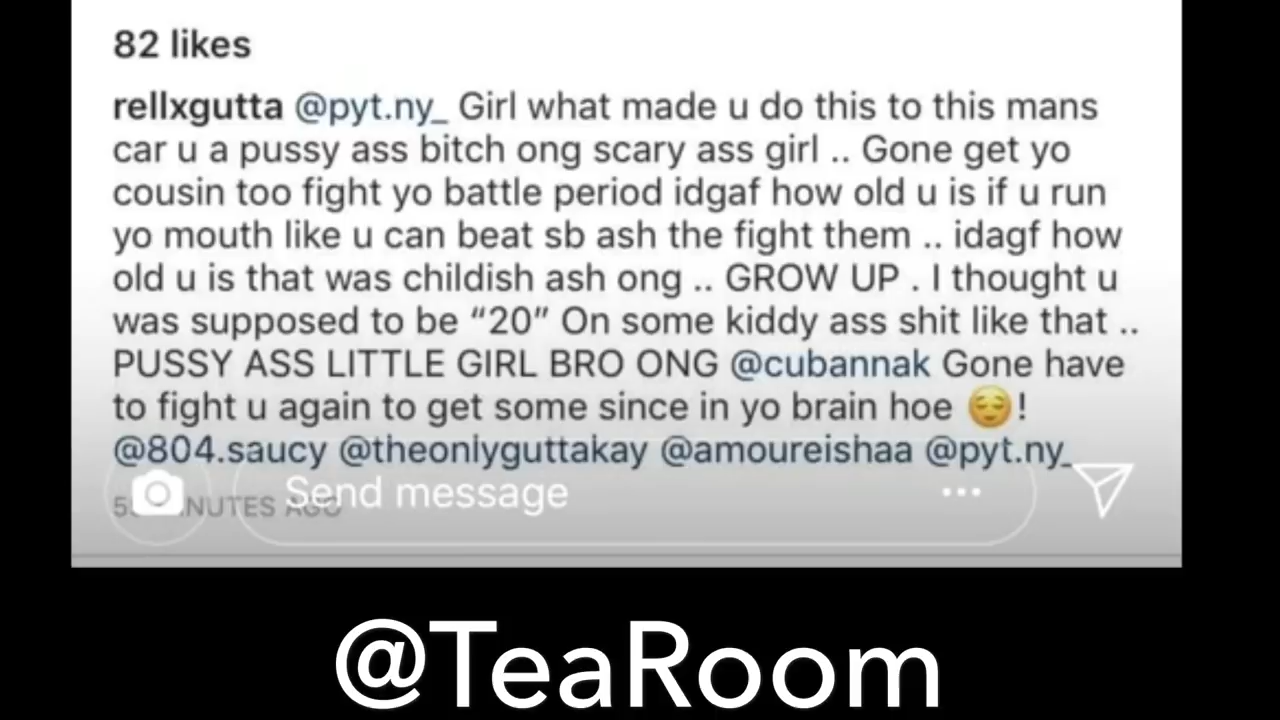 82 likes
rellxgutta @pyt.ny_ Girl what made u do this to this mans
car u a pussy ass bitch ong scary ass girl .. Gone get yo
cousin too fight yo battle period idgaf how old u is if u run
yo mouth like u can beat sb ash the fight them .. idagf how
old u is that was childish ash ong .. GROW UP . I thought u
was supposed to be “20” On some kiddy ass shit like that ..
PUSSY ASS LITTLE GIRL BRO ONG @cubannak Gone have
to fight u again to get some since in yo brain hoe 😌!
@804.saucy @theonlyguttakay @amoureishaa @pyt.ny_
Send message
AGO
@TeaRoom